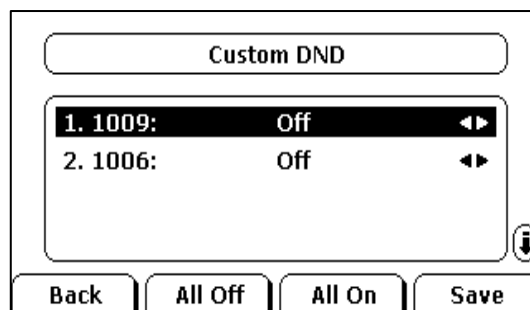 Custom DND
1. 1009: Off
2. 1006: Off
Back All Off All On Save